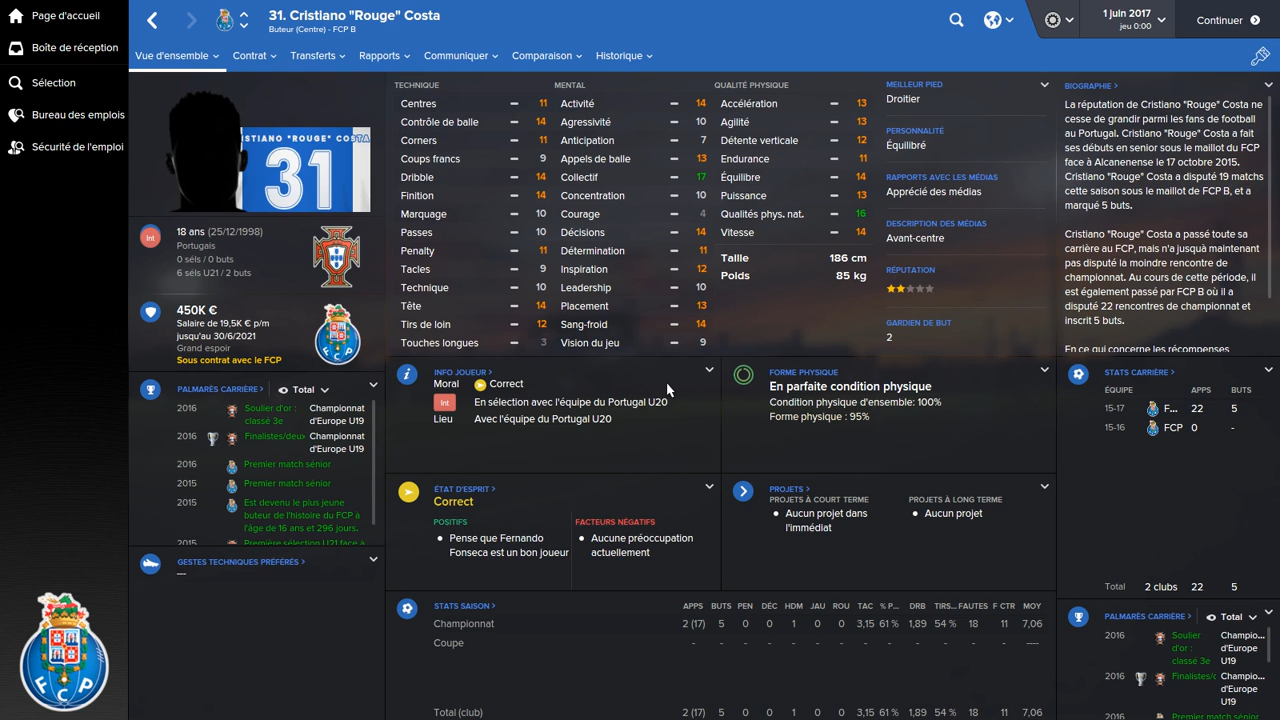 Page d'accueil
Boîte de réception
Sélection
Bureau des emplois
Sécurité de l'emploi
31. Cristiano "Rouge" Costa
Buteur (Centre) - FCP B
1 juin 2017
jeu 0:00
Continuer
Vue d'ensemble Contrat Transferts Rapports Communiquer Comparaison Historique
CRISTIANO "ROUGE" COSTA
31
Int
18 ans (25/12/1998)
Portugais
0 séls / 0 buts
6 séls U21 / 2 buts
450K €
Salaire de 19,5K € p/m
jusqu'au 30/6/2021
Grand espoir
Sous contrat avec le FCP
PALMARÈS CARRIÈRE > Total
2016 Soulier d'or : classé 3e Championnat d'Europe U19
2016 Finalistes/deux Championnat d'Europe U19
2016 Premier match sénior
2015 Premier match sénior
2015 Est devenu le plus jeune
buteur de l'histoire du FCP à
l'âge de 16 ans et 296 jours.
2015 Première sélection U21 face à
GESTES TECHNIQUES PRÉFÉRÉS >
---
FCP
TECHNIQUE
Centres 11
Contrôle de balle 14
Corners 11
Coups francs 9
Dribble 14
Finition 14
Marquage 10
Passes 10
Penalty 11
Tacles 9
Technique 10
Tête 14
Tirs de loin 12
Touches longues 3
MENTAL
Activité 14
Agressivité 10
Anticipation 7
Appels de balle 13
Collectif 17
Concentration 10
Courage 4
Décisions 14
Détermination 11
Inspiration 12
Leadership 10
Placement 13
Sang-froid 14
Vision du jeu 9
QUALITÉ PHYSIQUE
Accélération 13
Agilité 13
Détente verticale 12
Endurance 11
Équilibre 14
Puissance 13
Qualités phys. nat. 16
Vitesse 14
Taille 186 cm
Poids 85 kg
MEILLEUR PIED
Droitier
PERSONNALITÉ
Équilibré
RAPPORTS AVEC LES MÉDIAS
Apprécié des médias
DESCRIPTION DES MÉDIAS
Avant-centre
RÉPUTATION
GARDIEN DE BUT
2
BIOGRAPHIE >
La réputation de Cristiano "Rouge" Costa ne
cesse de grandir parmi les fans de football
au Portugal. Cristiano "Rouge" Costa a fait
ses débuts en senior sous le maillot du FCP
face à Alcanenense le 17 octobre 2015.
Cristiano "Rouge" Costa a disputé 19 matchs
cette saison sous le maillot de FCP B, et a
marqué 5 buts.
Cristiano "Rouge" Costa a passé toute sa
carrière au FCP, mais n'a jusqu'à maintenant
pas disputé la moindre rencontre de
championnat. Au cours de cette période, il
est également passé par FCP B où il a
disputé 22 rencontres de championnat et
inscrit 5 buts.
En ce qui concerne les récompenses
INFO JOUEUR >
Moral Correct
Int En sélection avec l'équipe du Portugal U20
Lieu Avec l'équipe du Portugal U20
FORME PHYSIQUE
En parfaite condition physique
Condition physique d'ensemble: 100%
Forme physique : 95%
STATS CARRIÈRE >
ÉQUIPE APPS BUTS
15-17 F... 22 5
15-16 FCP 0 -
Total 2 clubs 22 5
ÉTAT D'ESPRIT >
Correct
POSITIFS
Pense que Fernando
Fonseca est un bon joueur
FACTEURS NÉGATIFS
Aucune préoccupation
actuellement
PROJETS >
PROJETS À COURT TERME
Aucun projet dans
l'immédiat
PROJETS À LONG TERME
Aucun projet
STATS SAISON > APPS BUTS PEN DÉC HDM JAU ROU TAC % P... DRB TIRS... FAUTES F CTR MOY
Championnat 2 (17) 5 0 0 1 0 0 3,15 61 % 1,89 54 % 18 11 7,06
Coupe - - - - - - - - - - - - - ----
Total (club) 2 (17) 5 0 0 1 0 0 3,15 61 % 1,89 54 % 18 11 7,06
PALMARÈS CARRIÈRE > Total
2016 Soulier d'or : classé 3e Champio... d'Europe U19
2016 Finalistes/d Champio... d'Europe U19
2016 Premier match sénior